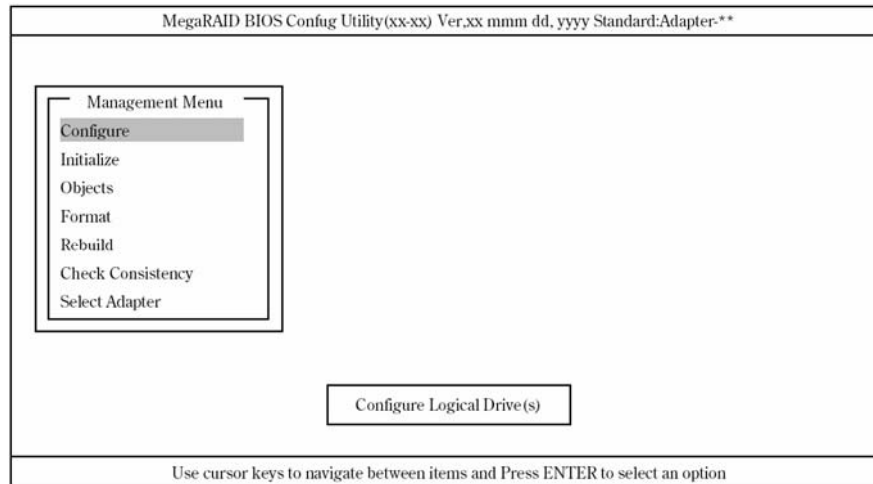 MegaRAID BIOS Confug Utility(xx-xx) Ver,xx mmm dd, yyyy Standard:Adapter-**
Management Menu
Configure
Initialize
Objects
Format
Rebuild
Check Consistency
Select Adapter
Configure Logical Drive(s)
Use cursor keys to navigate between items and Press ENTER to select an option